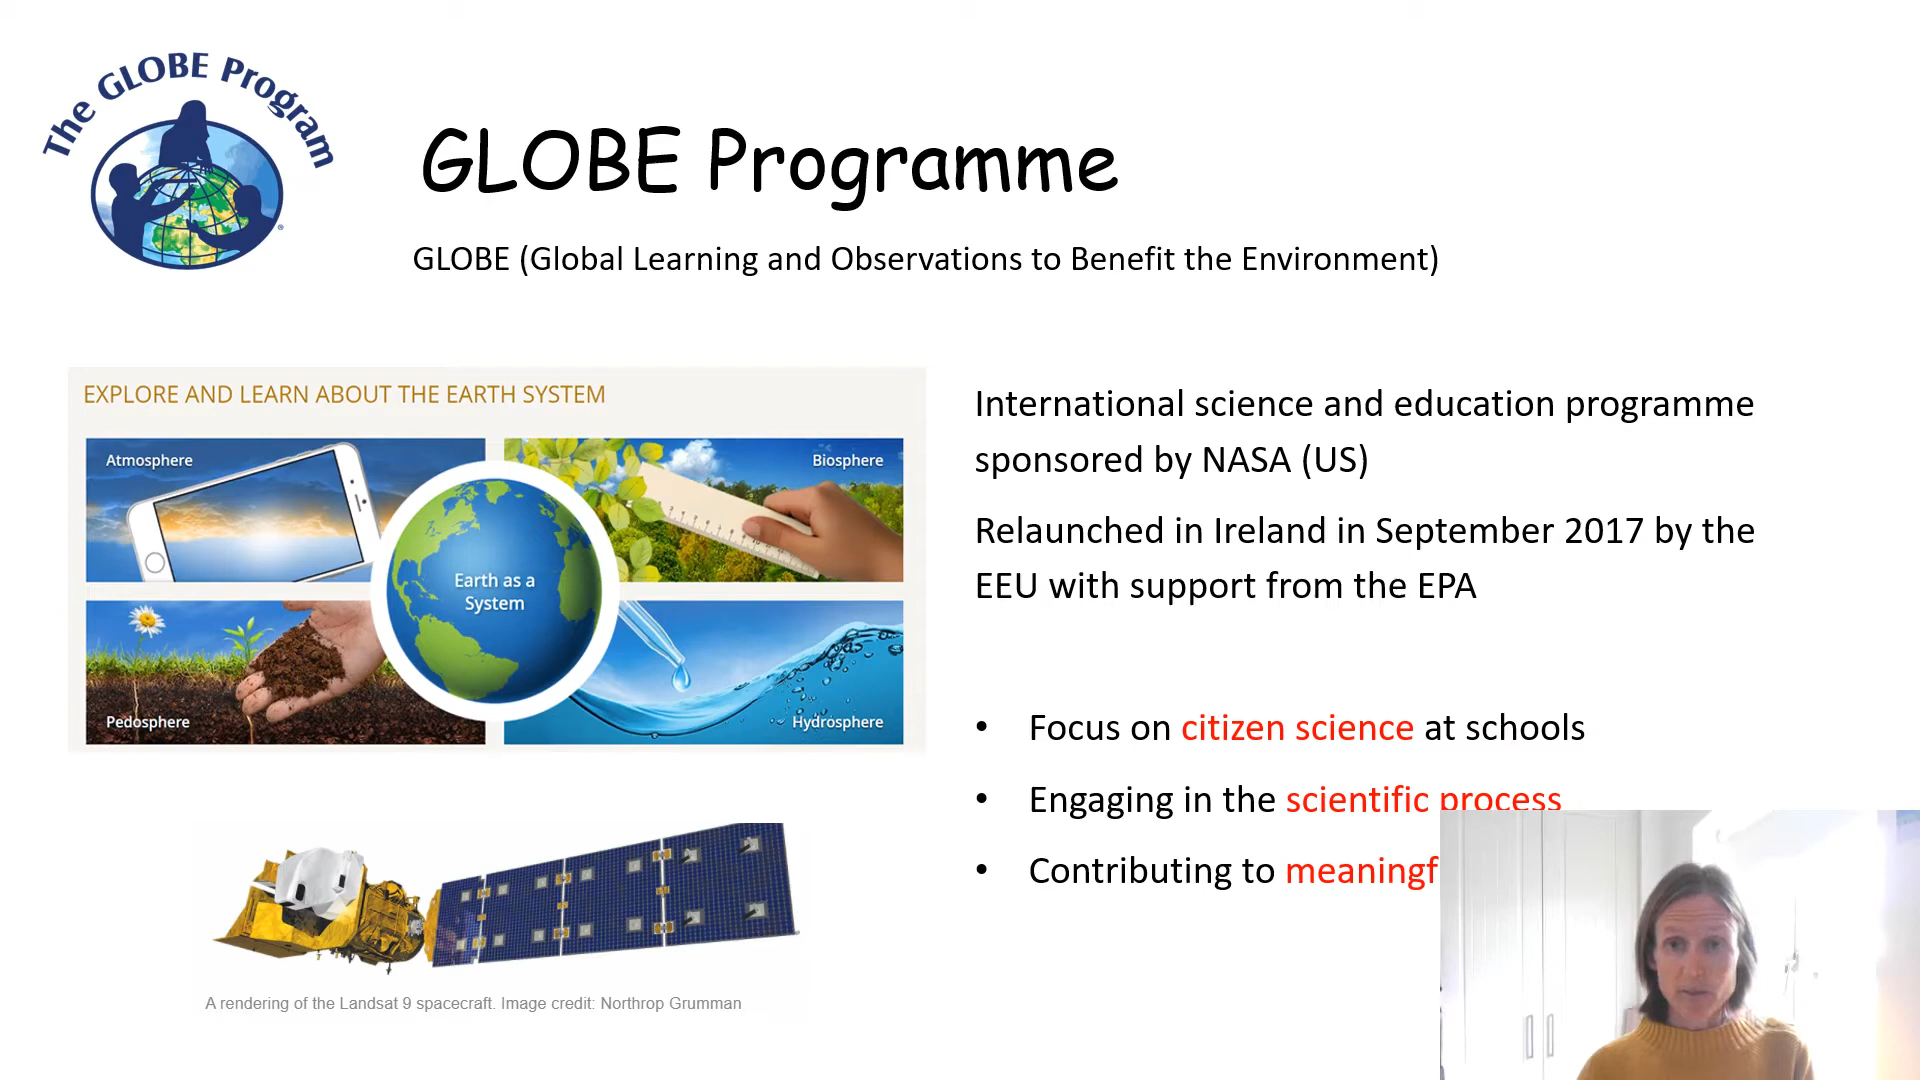 The GLOBE Program
GLOBE Programme
GLOBE (Global Learning and Observations to Benefit the Environment)
EXPLORE AND LEARN ABOUT THE EARTH SYSTEM
Atmosphere
Biosphere
Earth as a
System
Pedosphere
Hydrosphere
A rendering of the Landsat 9 spacecraft. Image credit: Northrop Grumman
International science and education programme
sponsored by NASA (US)
Relaunched in Ireland in September 2017 by the
EEU with support from the EPA
• Focus on citizen science at schools
• Engaging in the scientific process
• Contributing to